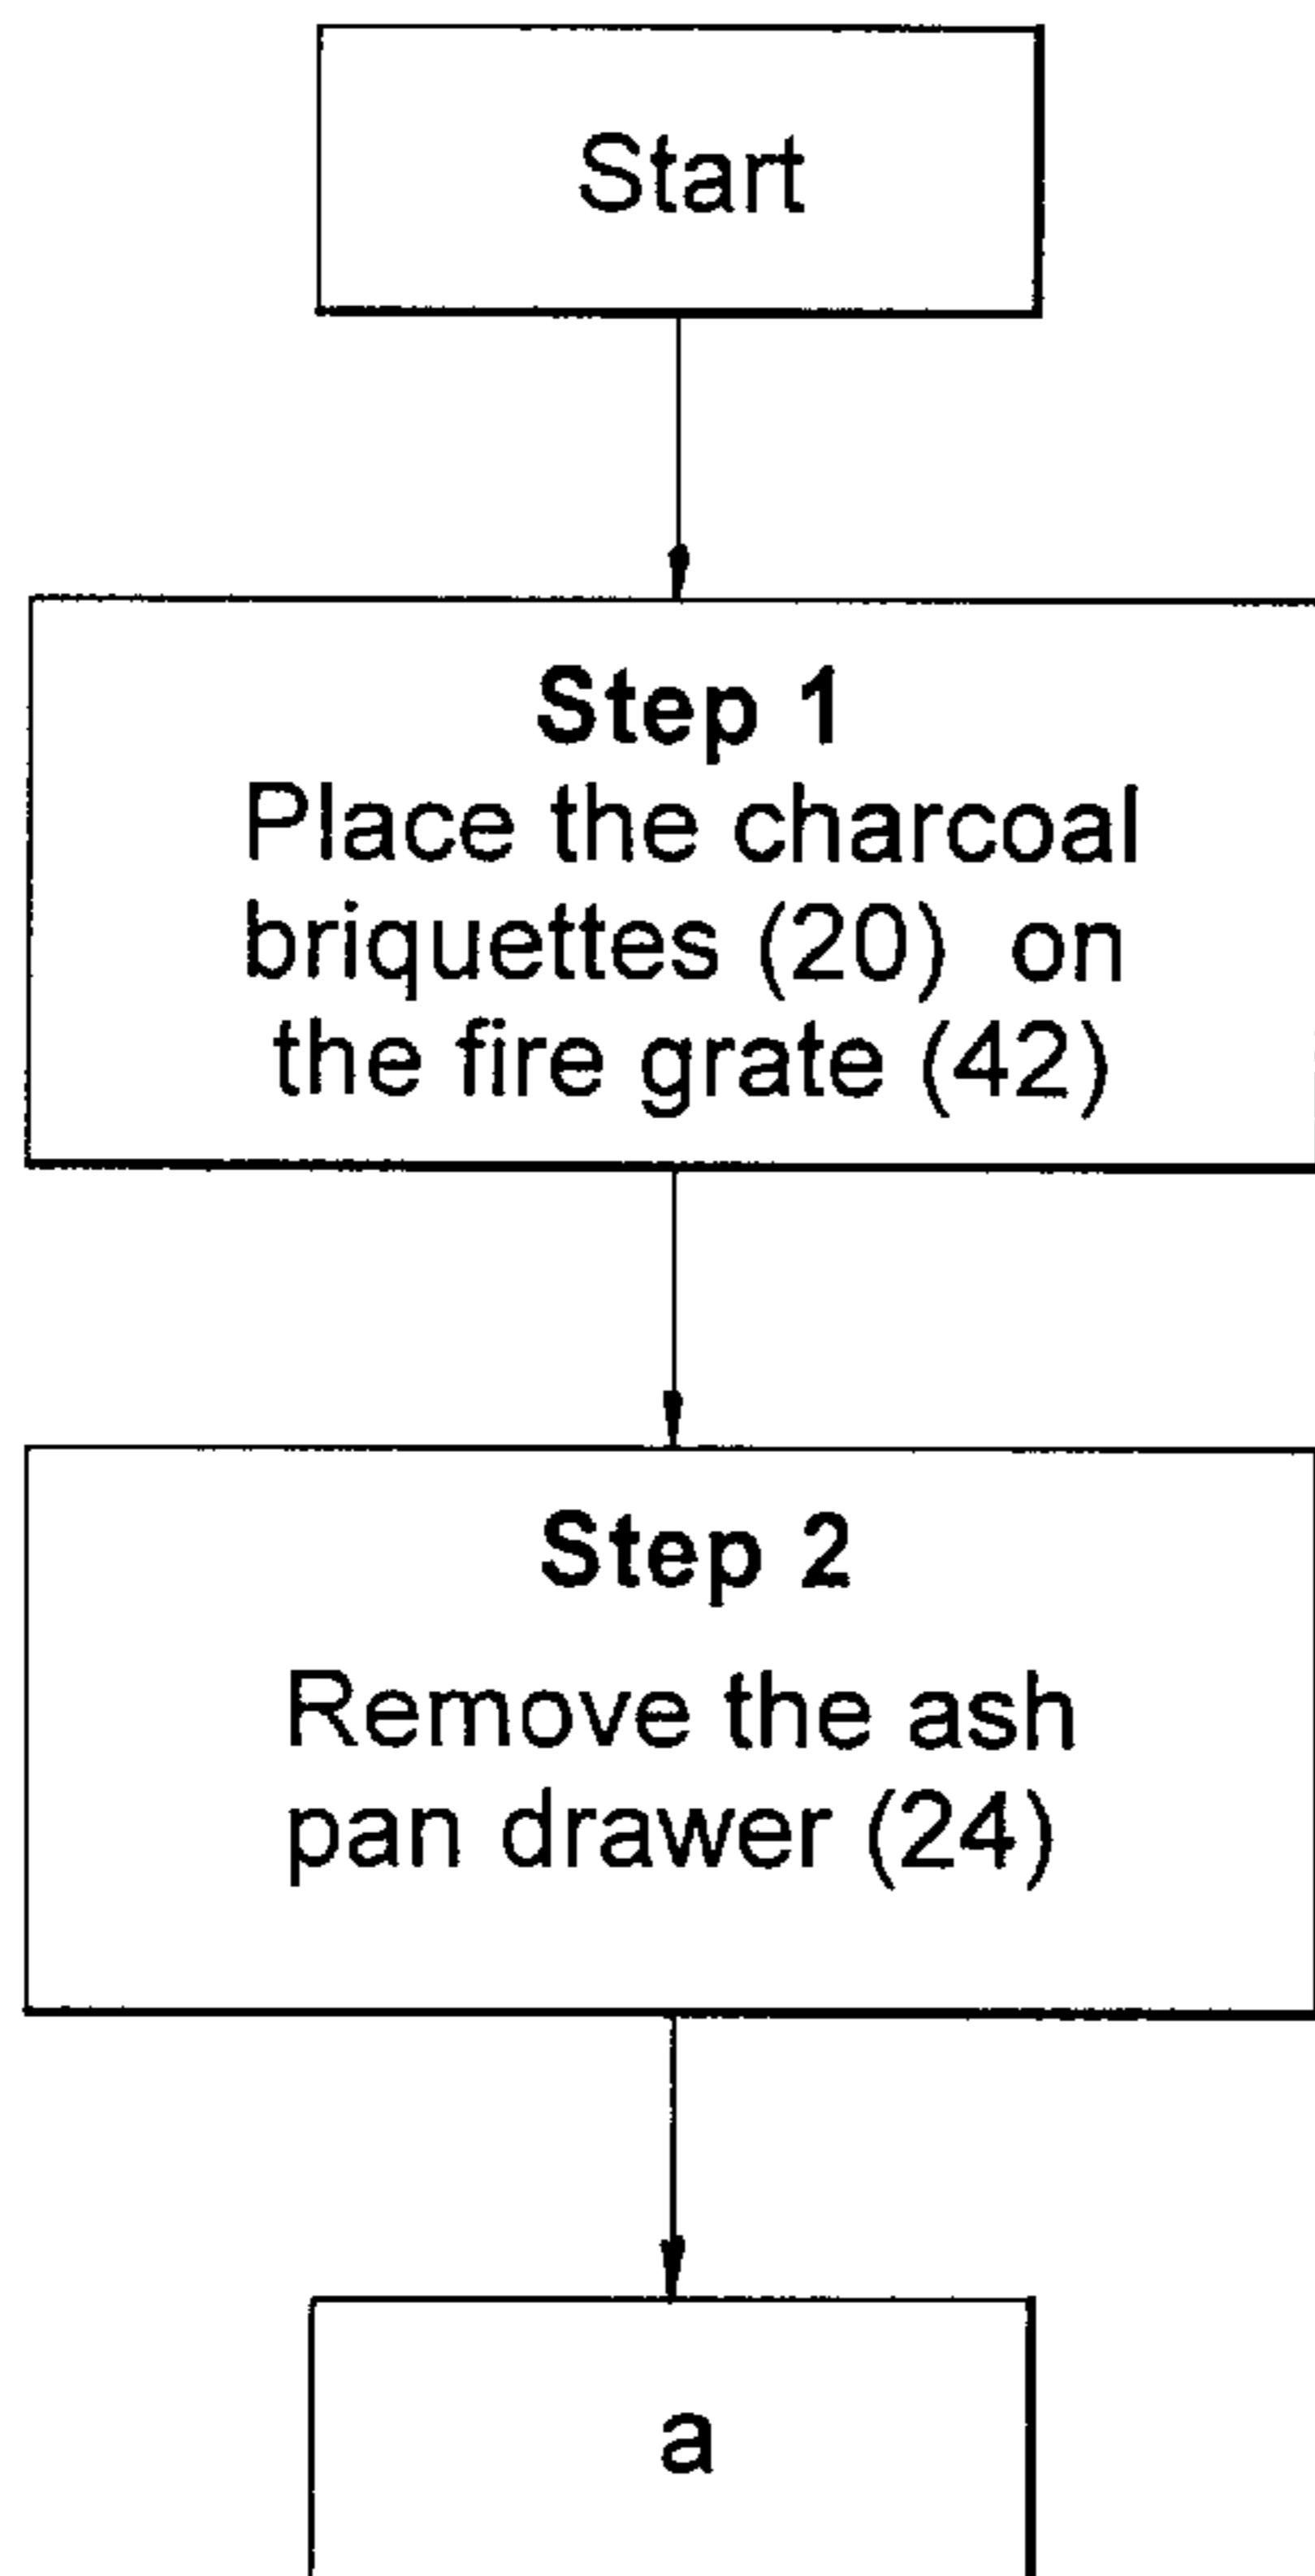 Start
Step 1
Place the charcoal
briquettes (20) on
the fire grate (42)
Step 2
Remove the ash
pan drawer (24)
a